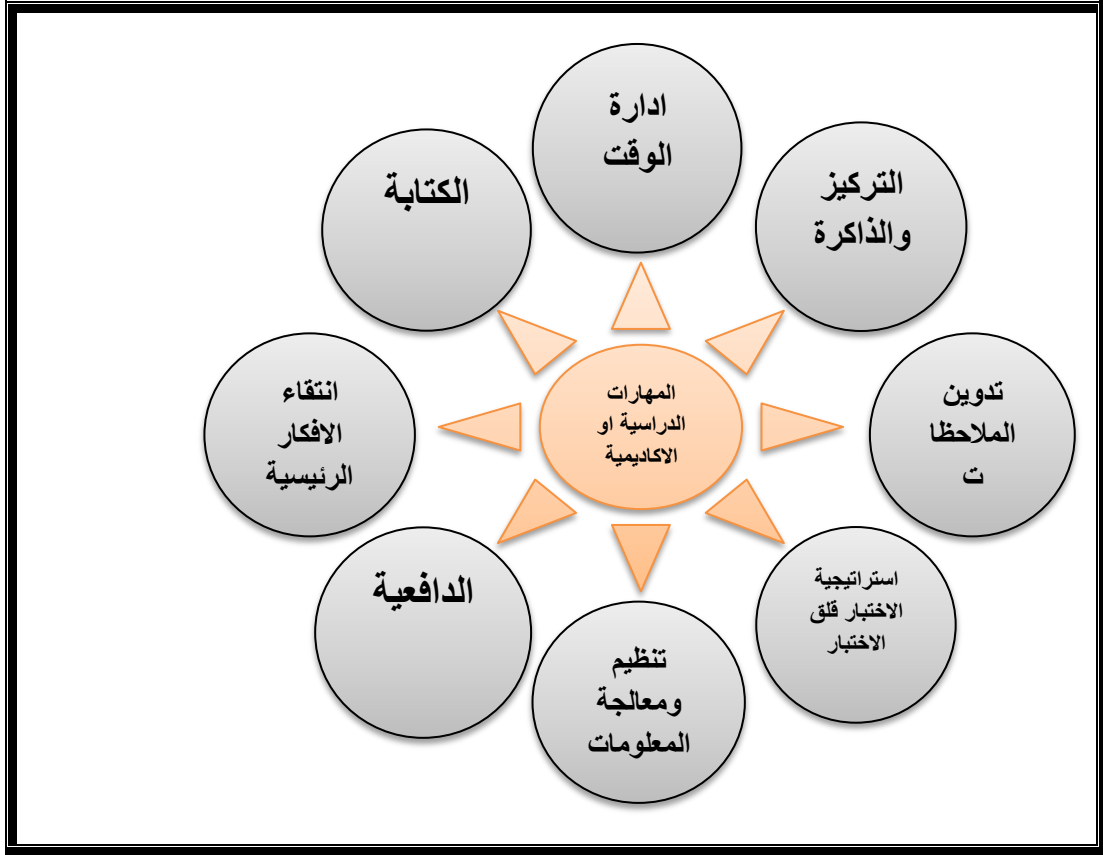 ادارة
الوقت
التركيز
والذاكرة
الكتابة
المهارات
الدراسية او
الاكاديمية
تدوين
الملاحظا
ت
انتقاء
الافكار
الرئيسية
استراتيجية
الاختبار قلق
الاختبار
الدافعية
تنظيم
ومعالجة
المعلومات